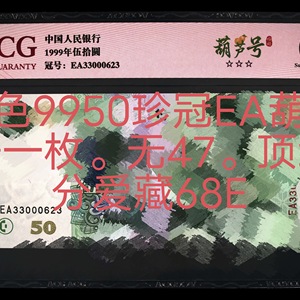 CG
UARANTY
中国人民银行
1999年伍拾圆
冠号：EA33000623
葫芦号
☆☆☆
色9950珍冠EA葫
一枚。无47。顶
分爱藏68E
EA33000623
50
EA330